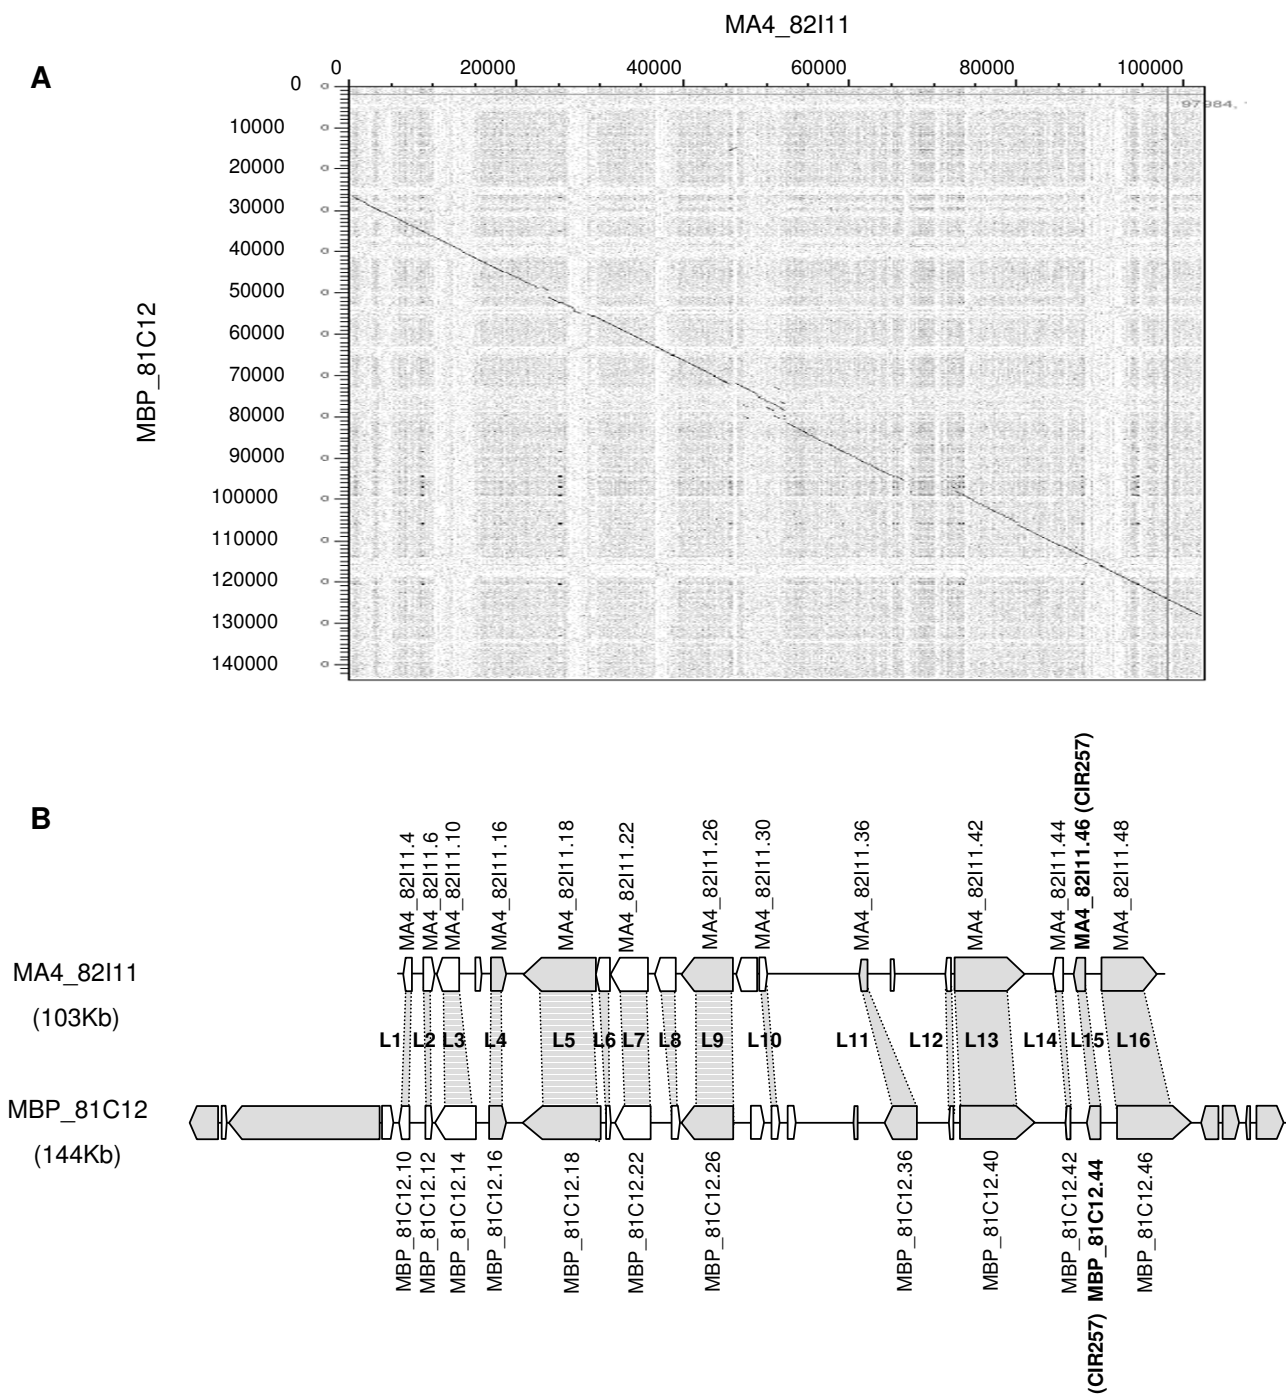 MA4_82I11
A
0 20000 40000 60000 80000 100000
0
97984,
10000
20000
30000
40000
50000
60000
70000
80000
90000
100000
110000
120000
130000
140000
MBP_81C12
B
MA4_82I11.4
MA4_82I11.6
MA4_82I11.10
MA4_82I11.16
MA4_82I11.18
MA4_82I11.22
MA4_82I11.26
MA4_82I11.30
MA4_82I11.36
MA4_82I11.42
MA4_82I11.44
MA4_82I11.46 (CIR257)
MA4_82I11.48
MA4_82I11
(103Kb)
L1 L2 L3 L4 L5 L6 L7 L8 L9 L10 L11 L12 L13 L14 L15 L16
MBP_81C12
(144Kb)
MBP_81C12.10
MBP_81C12.12
MBP_81C12.14
MBP_81C12.16
MBP_81C12.18
MBP_81C12.22
MBP_81C12.26
MBP_81C12.36
MBP_81C12.40
MBP_81C12.42
(CIR257) MBP_81C12.44
MBP_81C12.46